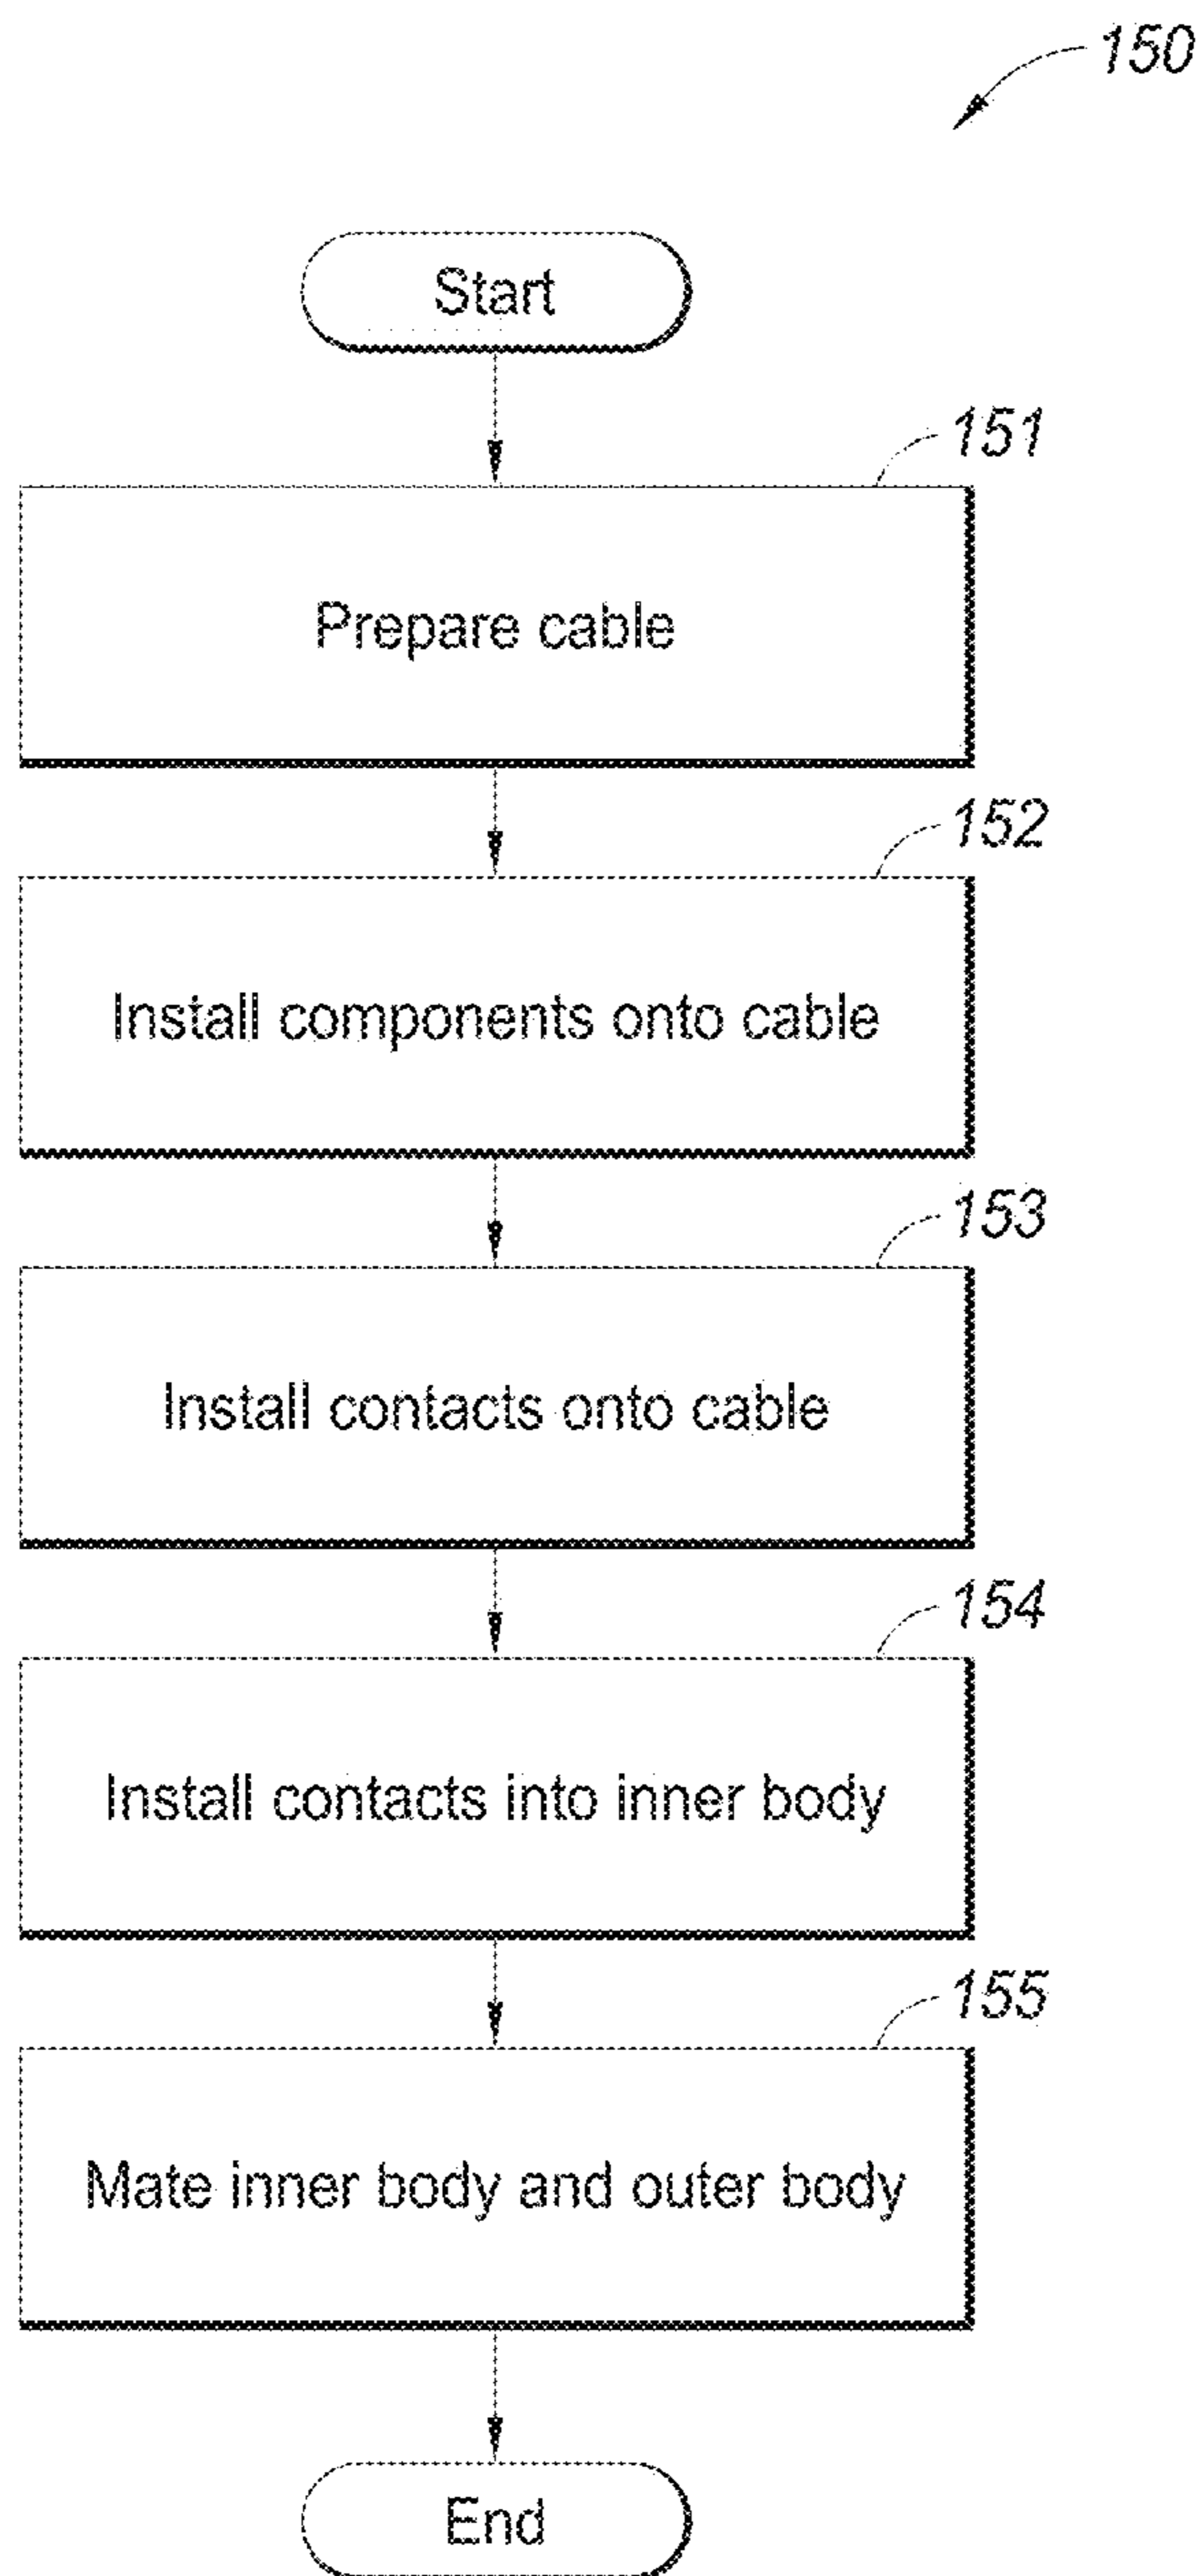 150
Start
151
Prepare cable
152
Install components onto cable
153
Install contacts onto cable
154
Install contacts into inner body
155
Mate inner body and outer body
End